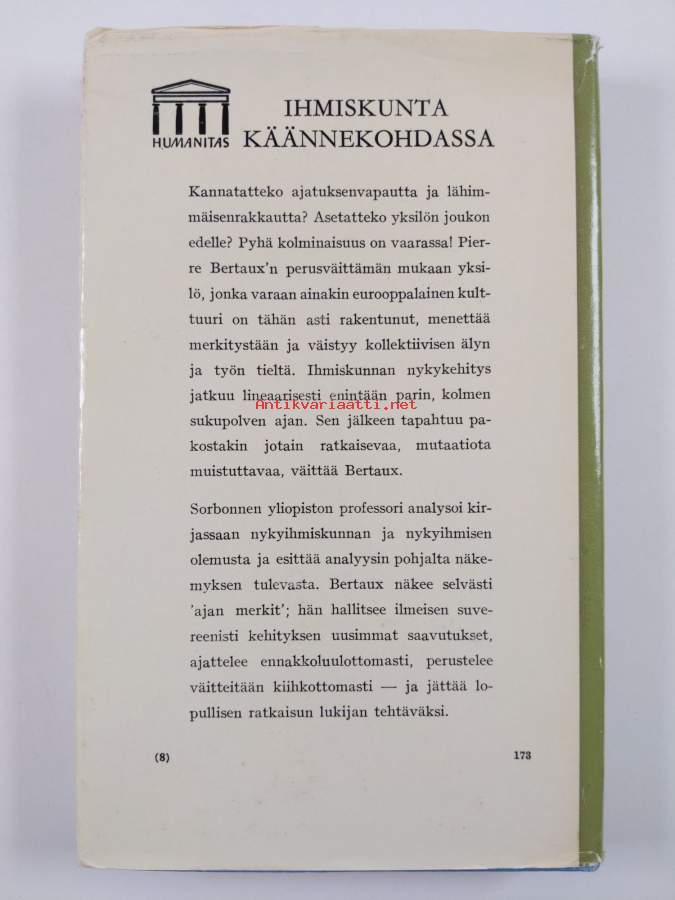 HUMANITAS
IHMISKUNTA
KÄÄNNEKOHDASSA
Kannatatteko ajatuksenvapautta ja lähim-
mäisenrakkautta? Asetatteko yksilön joukon
edelle? Pyhä kolminaisuus on vaarassa! Pier-
re Bertaux'n perusväittämän mukaan yksi-
lö, jonka varaan ainakin eurooppalainen kult-
tuuri on tähän asti rakentunut, menettää
merkitystään ja väistyy kollektiivisen älyn
ja työn tieltä. Ihmiskunnan nykykehitys
jatkuu lineaarisesti enintään parin, kolmen
Antikvariaatti.net
sukupolven ajan. Sen jälkeen tapahtuu pa-
kostakin jotain ratkaisevaa, mutaatiota
muistuttavaa, väittää Bertaux.
Sorbonnen yliopiston professori analysoi kir-
jassaan nykyihmiskunnan ja nykyihmisen
olemusta ja esittää analyysin pohjalta näke-
myksen tulevasta. Bertaux näkee selvästi
'ajan merkit'; hän hallitsee ilmeisen suve-
reenisti kehityksen uusimmat saavutukset,
ajattelee ennakkoluulottomasti, perustelee
väitteitään kiihkottomasti — ja jättää lo-
pullisen ratkaisun lukijan tehtäväksi.
(8) 173